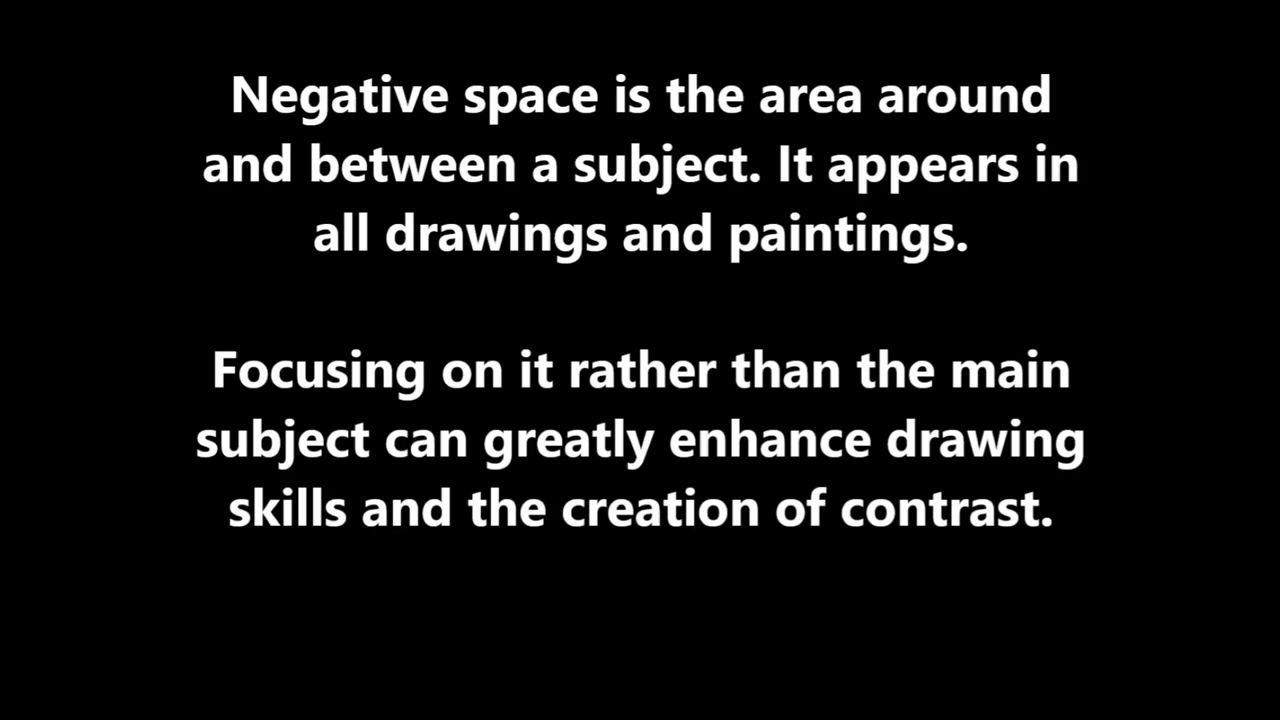 Negative space is the area around
and between a subject. It appears in
all drawings and paintings.
Focusing on it rather than the main
subject can greatly enhance drawing
skills and the creation of contrast.